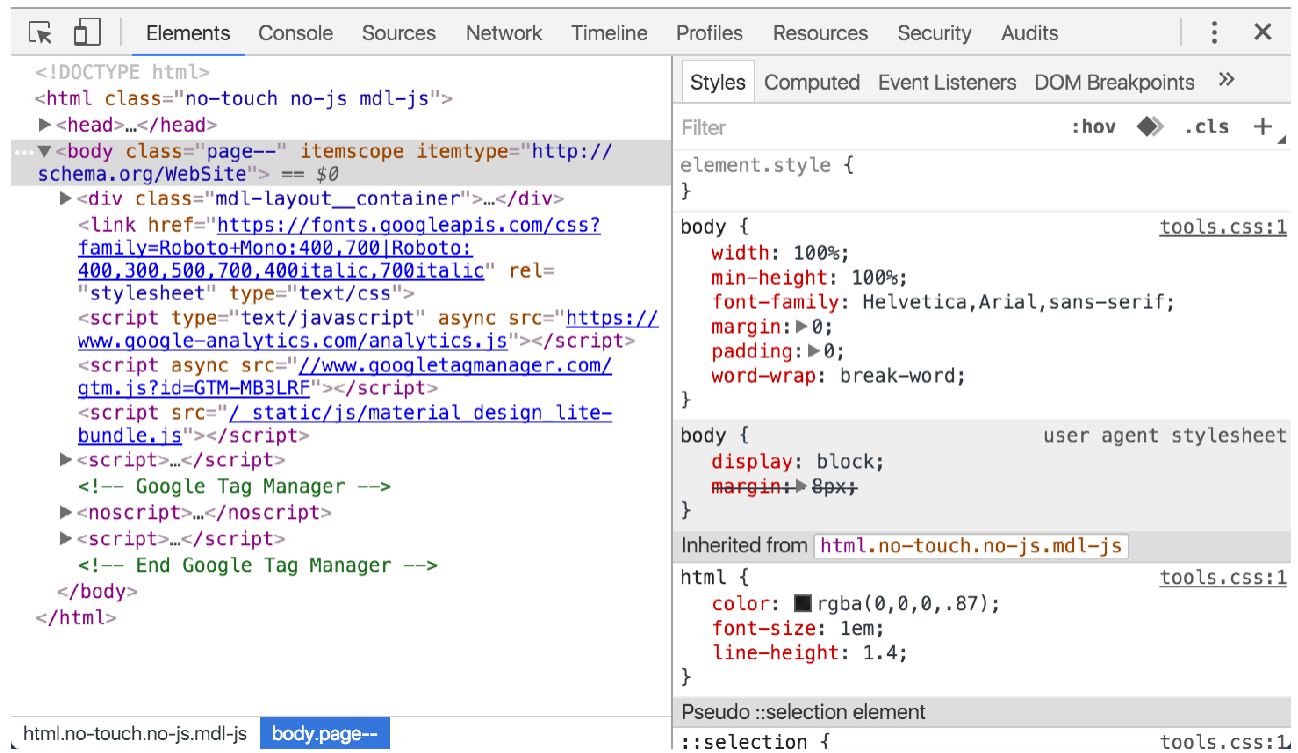 Elements Console Sources Network Timeline Profiles Resources Security Audits
<!DOCTYPE html>
<html class="no-touch no-js mdl-js">
<head>…</head>
<body class="page--" itemscope itemtype="http://
schema.org/WebSite"> == $0
<div class="mdl-layout__container">…</div>
<link href="https://fonts.googleapis.com/css?
family=Roboto+Mono:400,700|Roboto:
400,300,500,700,400italic,700italic" rel=
"stylesheet" type="text/css">
<script type="text/javascript" async src="https://
www.google-analytics.com/analytics.js"></script>
<script async src="//www.googletagmanager.com/
gtm.js?id=GTM-MB3LRF"></script>
<script src="/_static/js/material_design_lite-
bundle.js"></script>
<script>…</script>
<!-- Google Tag Manager -->
<noscript>…</noscript>
<script>…</script>
<!-- End Google Tag Manager -->
</body>
</html>
html.no-touch.no-js.mdl-js body.page--
Styles Computed Event Listeners DOM Breakpoints »
Filter :hov .cls +
element.style {
}
body { tools.css:1
width: 100%;
min-height: 100%;
font-family: Helvetica,Arial,sans-serif;
margin: 0;
padding: 0;
word-wrap: break-word;
}
body { user agent stylesheet
display: block;
margin: 8px;
}
Inherited from html.no-touch.no-js.mdl-js
html { tools.css:1
color: rgba(0,0,0,.87);
font-size: 1em;
line-height: 1.4;
}
Pseudo ::selection element
::selection { tools.css:1